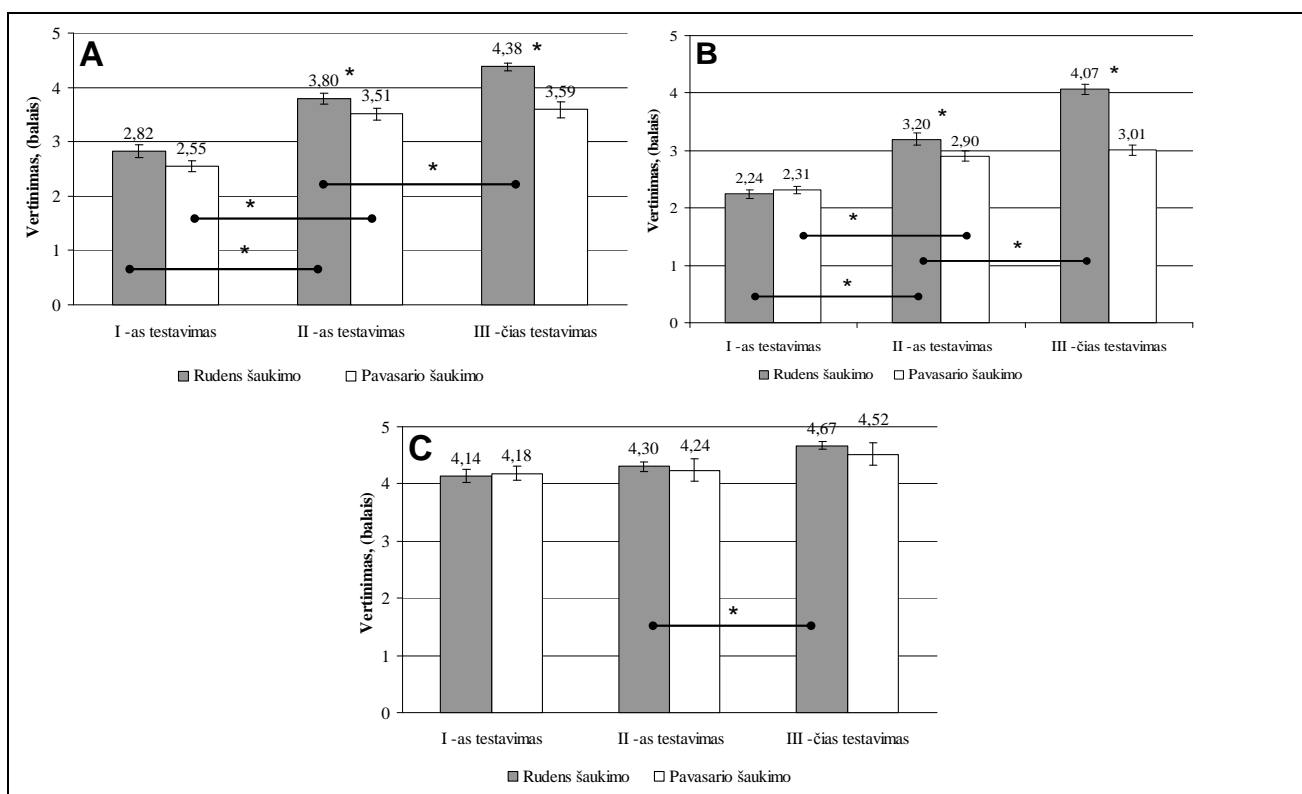 A
Vertinimas, (balais)
5
4
3
2
1
0
2,82
2,55
3,80
*
3,51
4,38
*
3,59
*
*
*
I -as testavimas
II -as testavimas
III -čias testavimas
Rudens šaukimo
Pavasario šaukimo
B
Vertinimas, (balais)
5
4
3
2
1
0
2,24
2,31
3,20
*
2,90
4,07
*
3,01
*
*
*
I -as testavimas
II -as testavimas
III -čias testavimas
Rudens šaukimo
Pavasario šaukimo
C
Vertinimas, (balais)
5
4
3
2
1
0
4,14
4,18
4,30
4,24
4,67
4,52
*
I -as testavimas
II -as testavimas
III -čias testavimas
Rudens šaukimo
Pavasario šaukimo